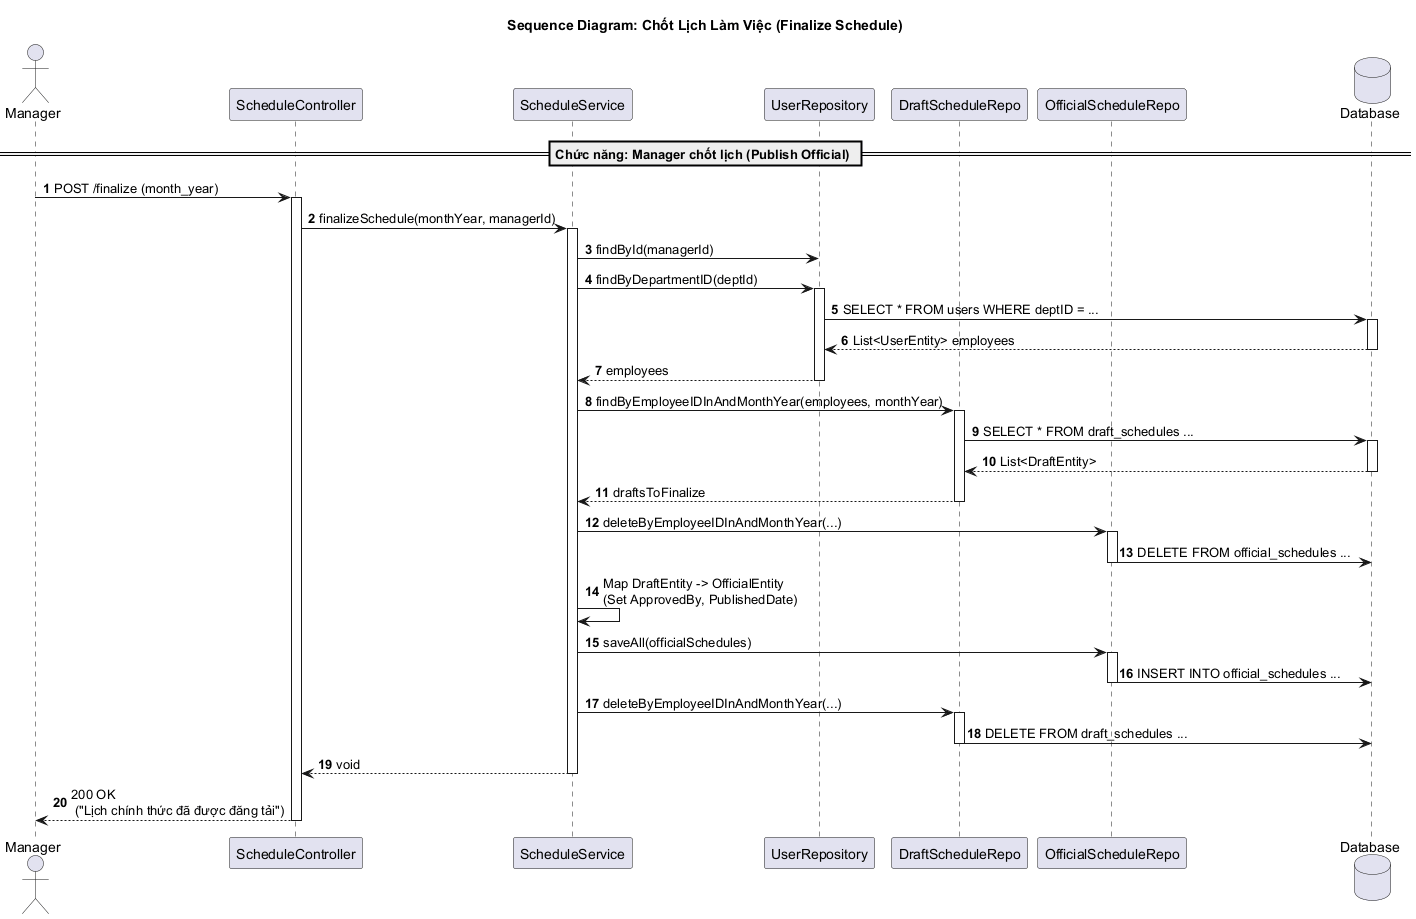 Sequence Diagram: Chốt Lịch Làm Việc (Finalize Schedule)
Manager
ScheduleController
ScheduleService
UserRepository
DraftScheduleRepo
OfficialScheduleRepo
Database
Chức năng: Manager chốt lịch (Publish Official)
1 POST /finalize (month_year)
2 finalizeSchedule(monthYear, managerId)
3 findById(managerId)
4 findByDepartmentID(deptId)
5 SELECT * FROM users WHERE deptID = ...
6 List<UserEntity> employees
7 employees
8 findByEmployeeIDInAndMonthYear(employees, monthYear)
9 SELECT * FROM draft_schedules ...
10 List<DraftEntity>
11 draftsToFinalize
12 deleteByEmployeeIDInAndMonthYear(...)
13 DELETE FROM official_schedules ...
14 Map DraftEntity -> OfficialEntity
(Set ApprovedBy, PublishedDate)
15 saveAll(officialSchedules)
16 INSERT INTO official_schedules ...
17 deleteByEmployeeIDInAndMonthYear(...)
18 DELETE FROM draft_schedules ...
19 void
20 200 OK
("Lịch chính thức đã được đăng tải")
Manager
ScheduleController
ScheduleService
UserRepository
DraftScheduleRepo
OfficialScheduleRepo
Database